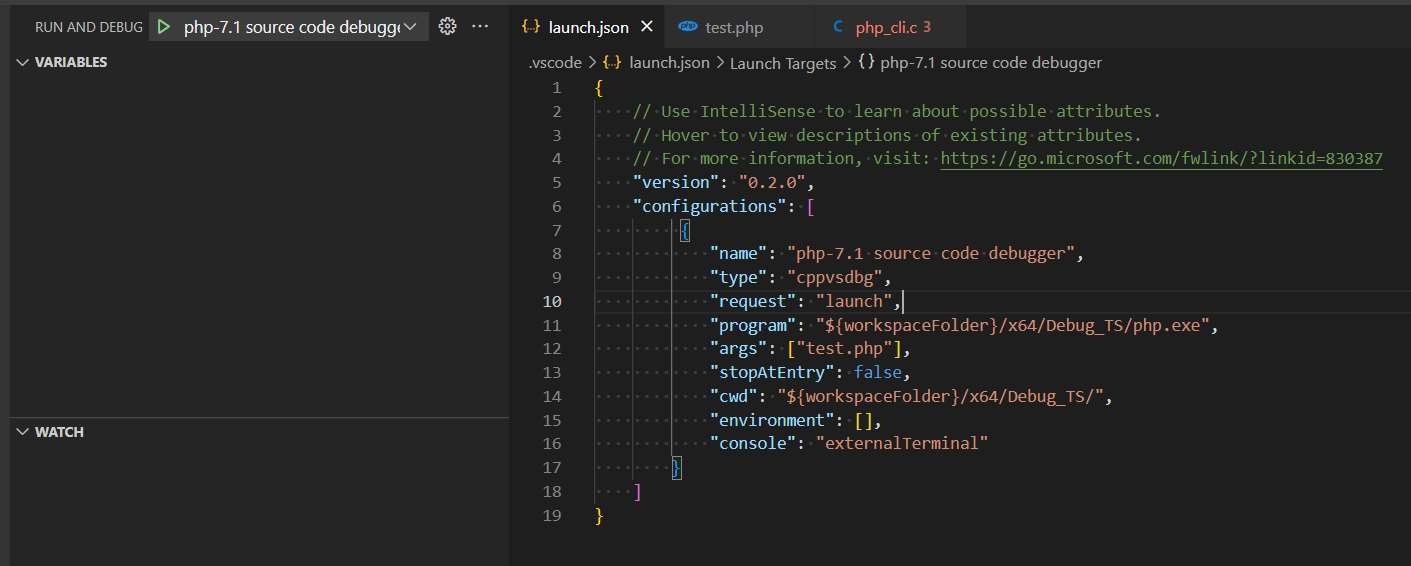 RUN AND DEBUG php-7.1 source code debugge
VARIABLES
WATCH
launch.json test.php php_cli.c 3
.vscode > launch.json > Launch Targets > {} php-7.1 source code debugger
1 {
2 // Use IntelliSense to learn about possible attributes.
3 // Hover to view descriptions of existing attributes.
4 // For more information, visit: https://go.microsoft.com/fwlink/?linkid=830387
5 "version": "0.2.0",
6 "configurations": [
7 {
8 "name": "php-7.1 source code debugger",
9 "type": "cppvsdbg",
10 "request": "launch",
11 "program": "${workspaceFolder}/x64/Debug_TS/php.exe",
12 "args": ["test.php"],
13 "stopAtEntry": false,
14 "cwd": "${workspaceFolder}/x64/Debug_TS/",
15 "environment": [],
16 "console": "externalTerminal"
17 }
18 ]
19 }